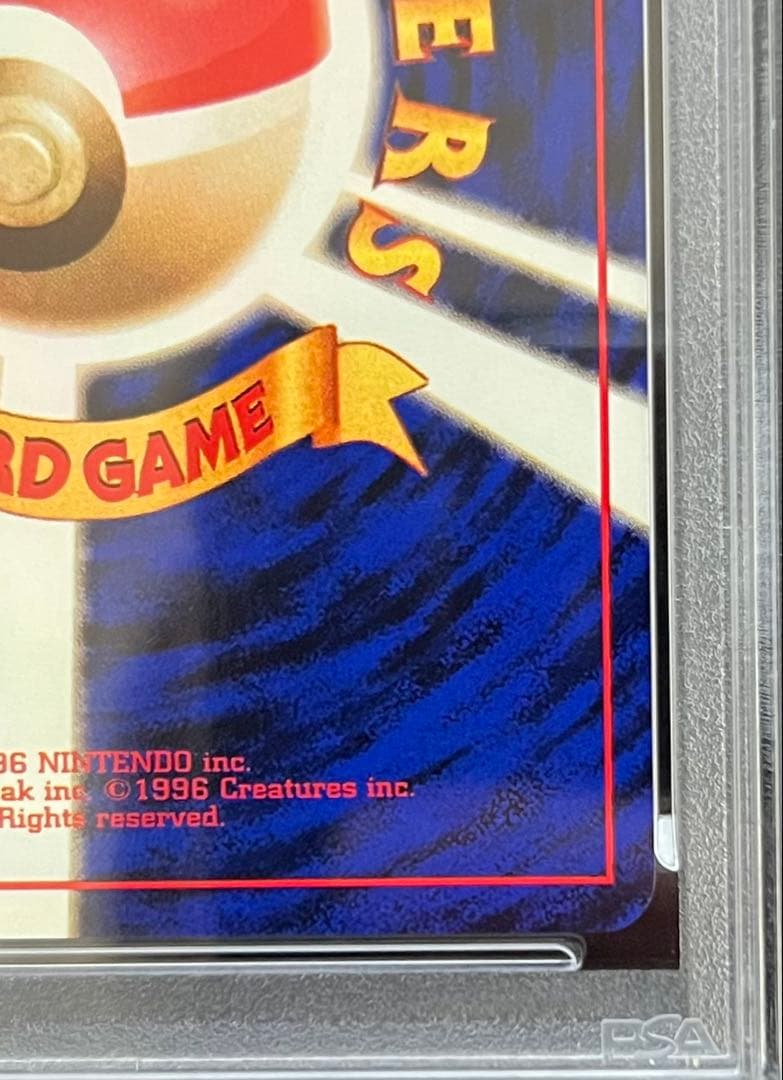 ERS
RD GAME
96 NINTENDO inc.
ak inc. ©1996 Creatures inc.
Rights reserved.
PSA